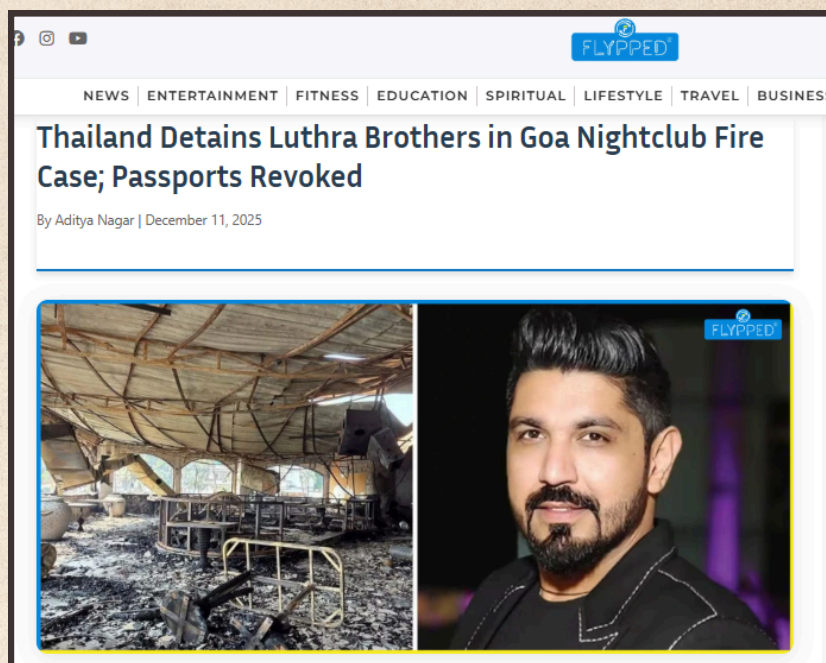 FLYPPED
NEWS ENTERTAINMENT FITNESS EDUCATION SPIRITUAL LIFESTYLE TRAVEL BUSINESS
Thailand Detains Luthra Brothers in Goa Nightclub Fire
Case; Passports Revoked
By Aditya Nagar | December 11, 2025
FLYPPED